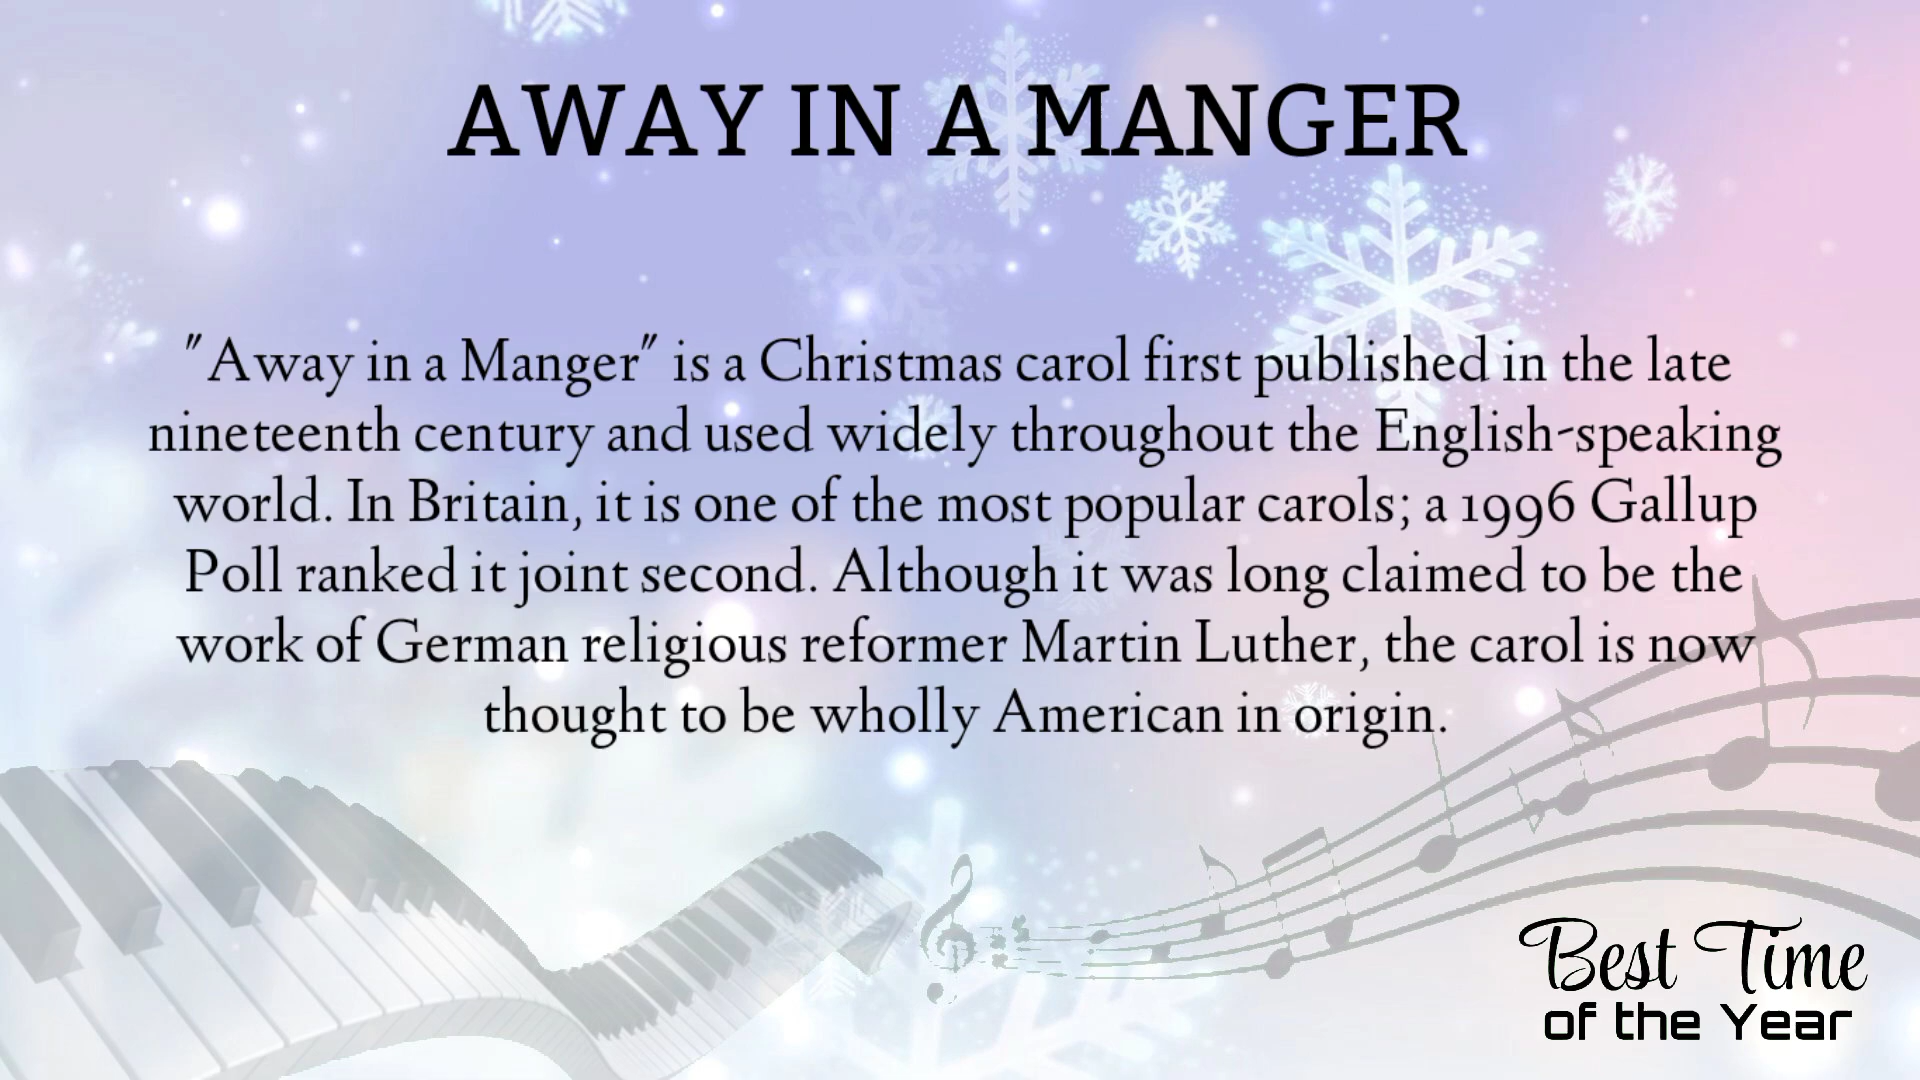 AWAY IN A MANGER
"Away in a Manger" is a Christmas carol first published in the late
nineteenth century and used widely throughout the English-speaking
world. In Britain, it is one of the most popular carols; a 1996 Gallup
Poll ranked it joint second. Although it was long claimed to be the
work of German religious reformer Martin Luther, the carol is now
thought to be wholly American in origin.
Best Time
of the Year